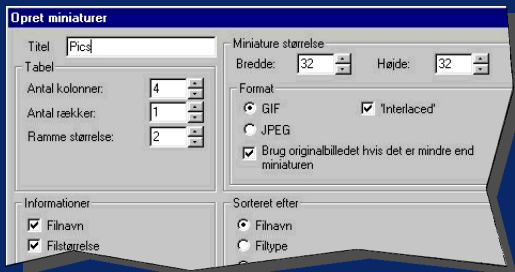 Opret miniaturer
Titel Pics
Tabel
Antal kolonner: 4
Antal rækker: 1
Ramme størrelse: 2
Miniature størrelse
Bredde: 32 Højde: 32
Format
GIF 'Interlaced'
JPEG
Brug originalbilledet hvis det er mindre end
miniaturen
Informationer
Filnavn
Filstørrelse
Sorteret efter
Filnavn
Filtype